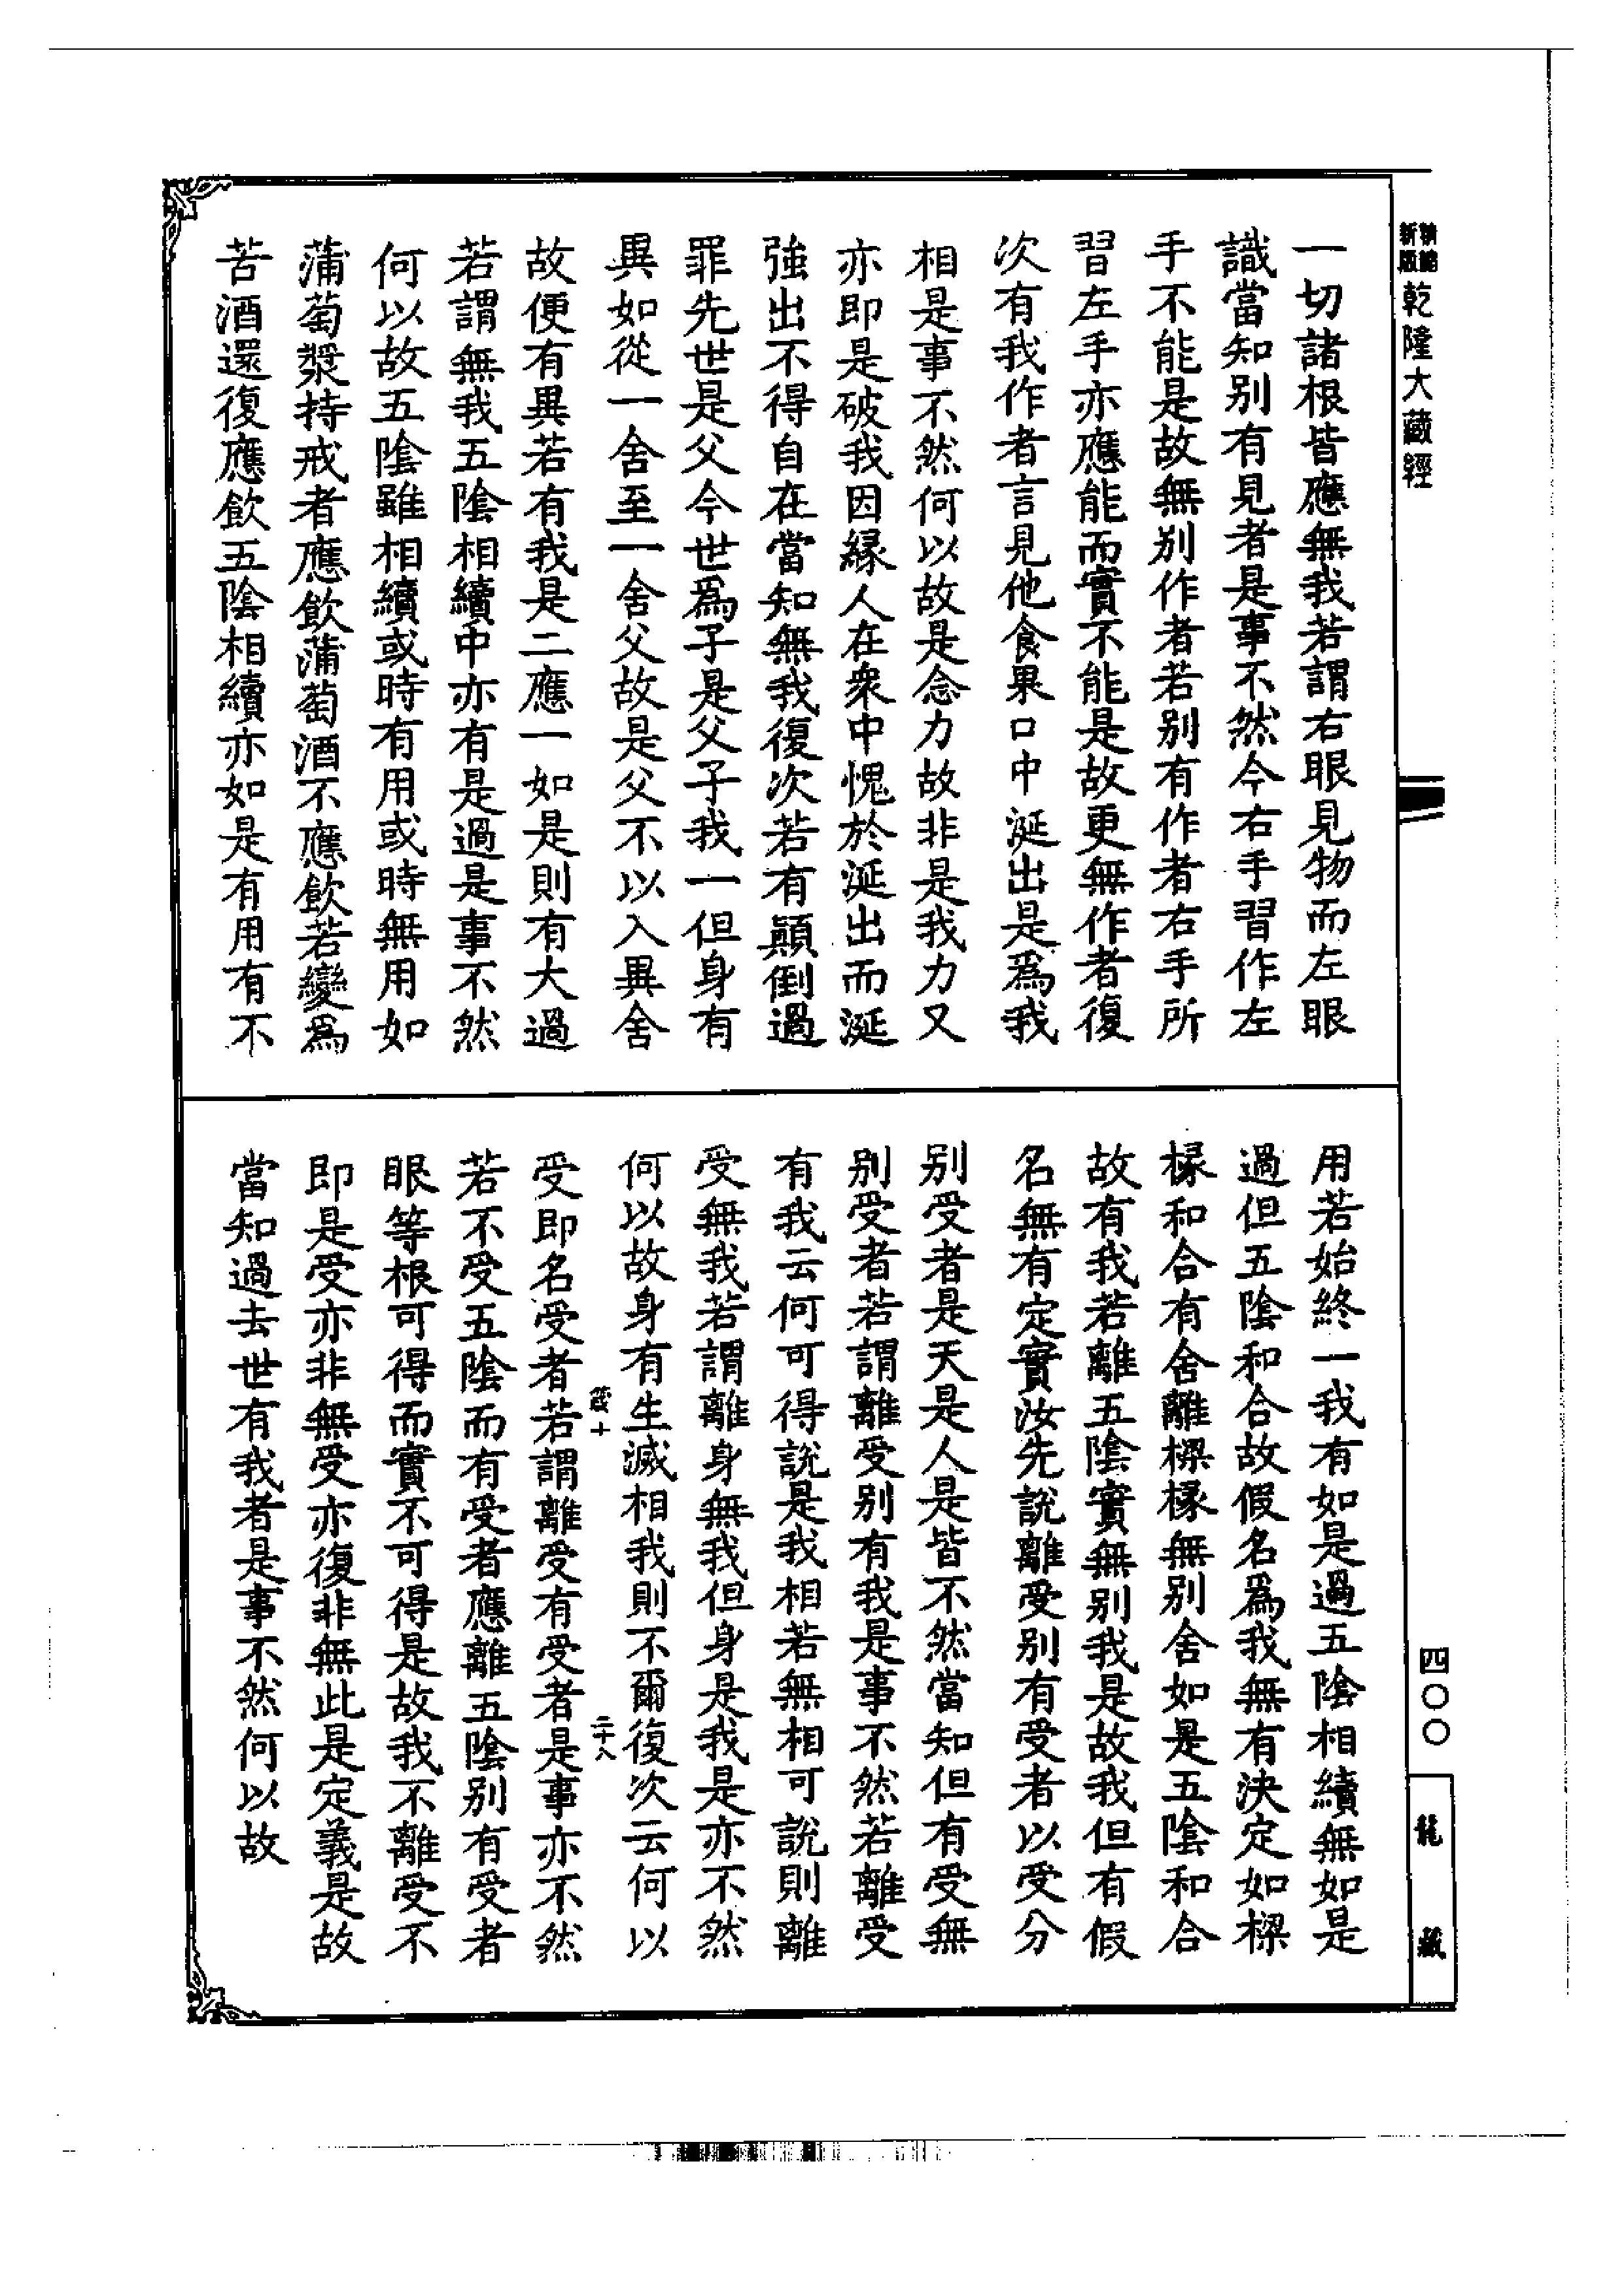 新版
精縮
乾隆大藏經
一切諸根皆應無我若謂右眼見物而左眼
識當知别有見者是事不然今右手習作左
手不能是故無别作者若别有作者右手所
習左手亦應能而實不能是故更無作者復
次有我作者言見他食果口中涎出是爲我
相是事不然何以故是念力故非是我力又
亦即是破我因緣人在衆中愧於涎出而涎
強出不得自在當知無我復次若有顛倒過
罪先世是父今世爲子是父子我一但身有
異如從一舍至一舍父故是父不以入異舍
故便有異若有我是二應一如是則有大過
若謂無我五陰相續中亦有是過是事不然
何以故五陰雖相續或時有用或時無用如
蒲萄漿持戒者應飲蒲萄酒不應飲若變爲
苦酒還復應飲五陰相續亦如是有用有不
用若始終一我有如是過五陰相續無如是
過但五陰和合故假名爲我無有決定如樑
椽和合有舍離樑椽無别舍如是五陰和合
故有我若離五陰實無别我是故我但有假
名無有定實汝先說離受别有受者以受分
别受者是天是人是皆不然當知但有受無
别受者若謂離受别有我是事不然若離受
有我云何可得說是我相若無相可說則離
受無我若謂離身無我但身是我是亦不然
何以故身有生滅相我則不爾復次云何以
受即名受者若謂離受有受者是事亦不然
若不受五陰而有受者應離五陰别有受者
眼等根可得而實不可得是故我不離受不
即是受亦非無受亦復非無此是定義是故
當知過去世有我者是事不然何以故
十
二十八
四〇〇
龍藏